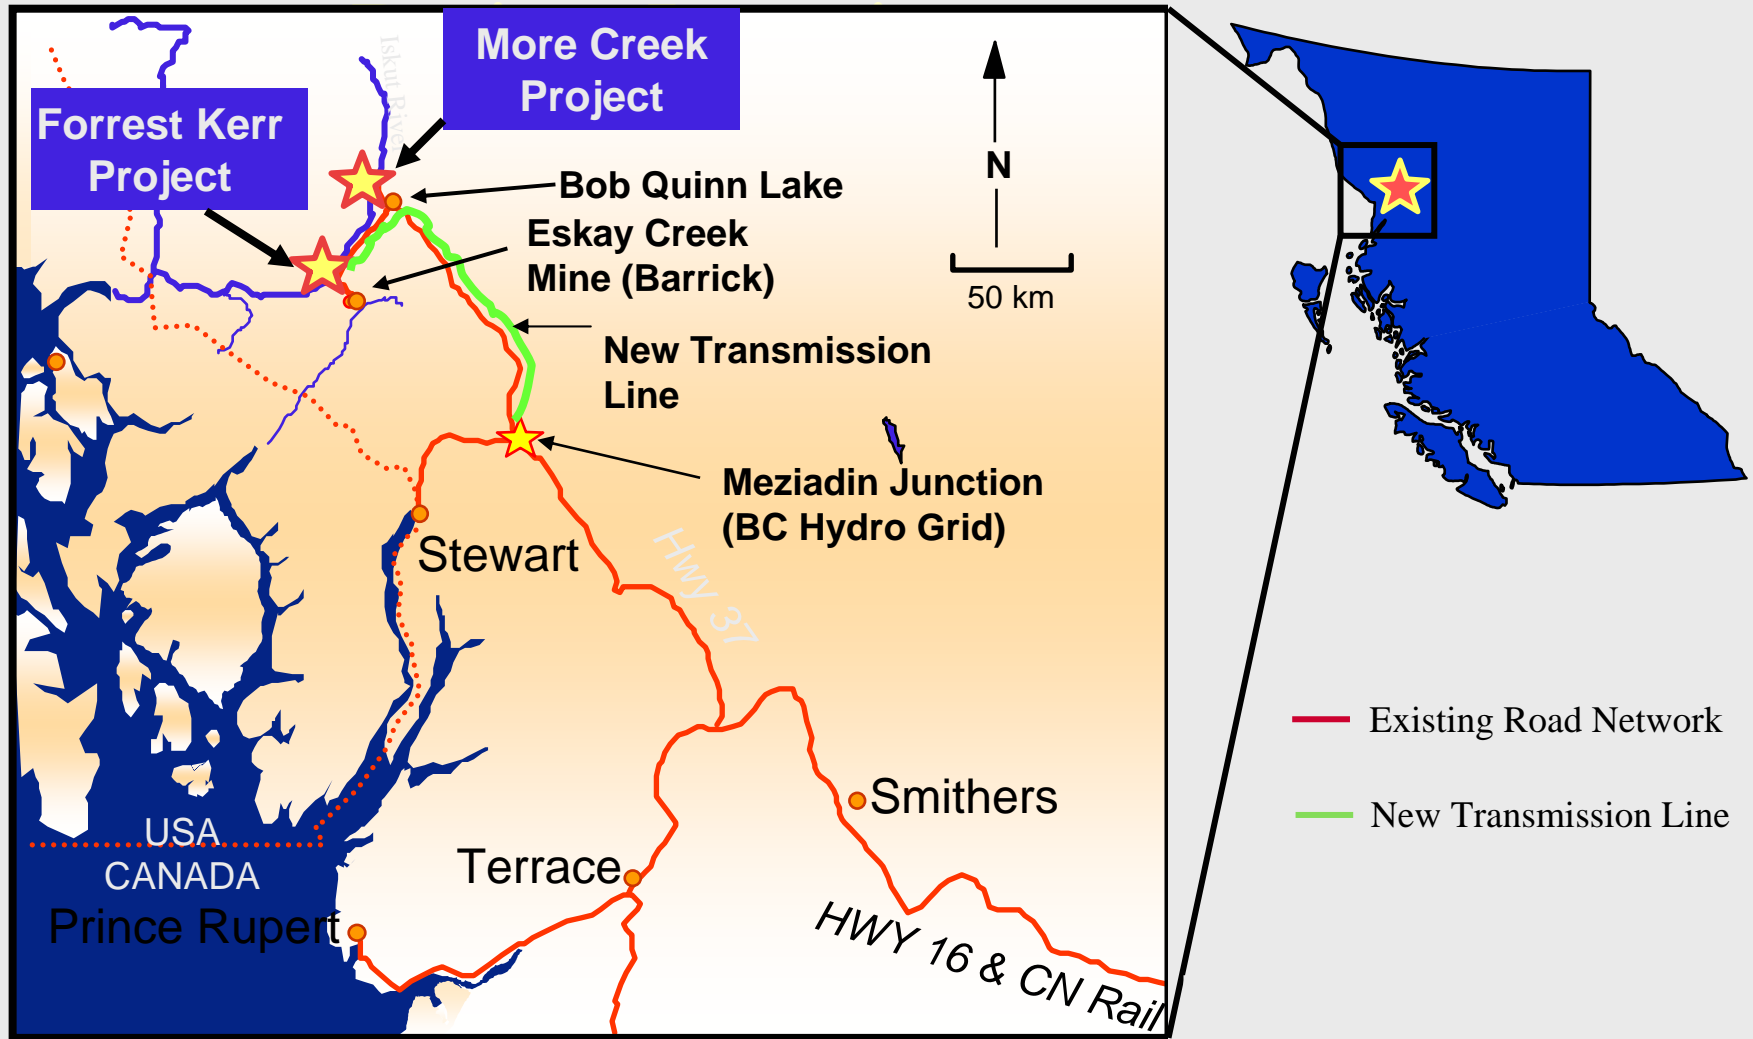 More Creek
Project
Iskut River
Forrest Kerr
Project
N
Bob Quinn Lake
Eskay Creek
Mine (Barrick)
50 km
New Transmission
Line
Meziadin Junction
(BC Hydro Grid)
Stewart
Hwy 37
Existing Road Network
Smithers
New Transmission Line
USA
CANADA
Terrace
Prince Rupert
HWY 16 & CN Rail